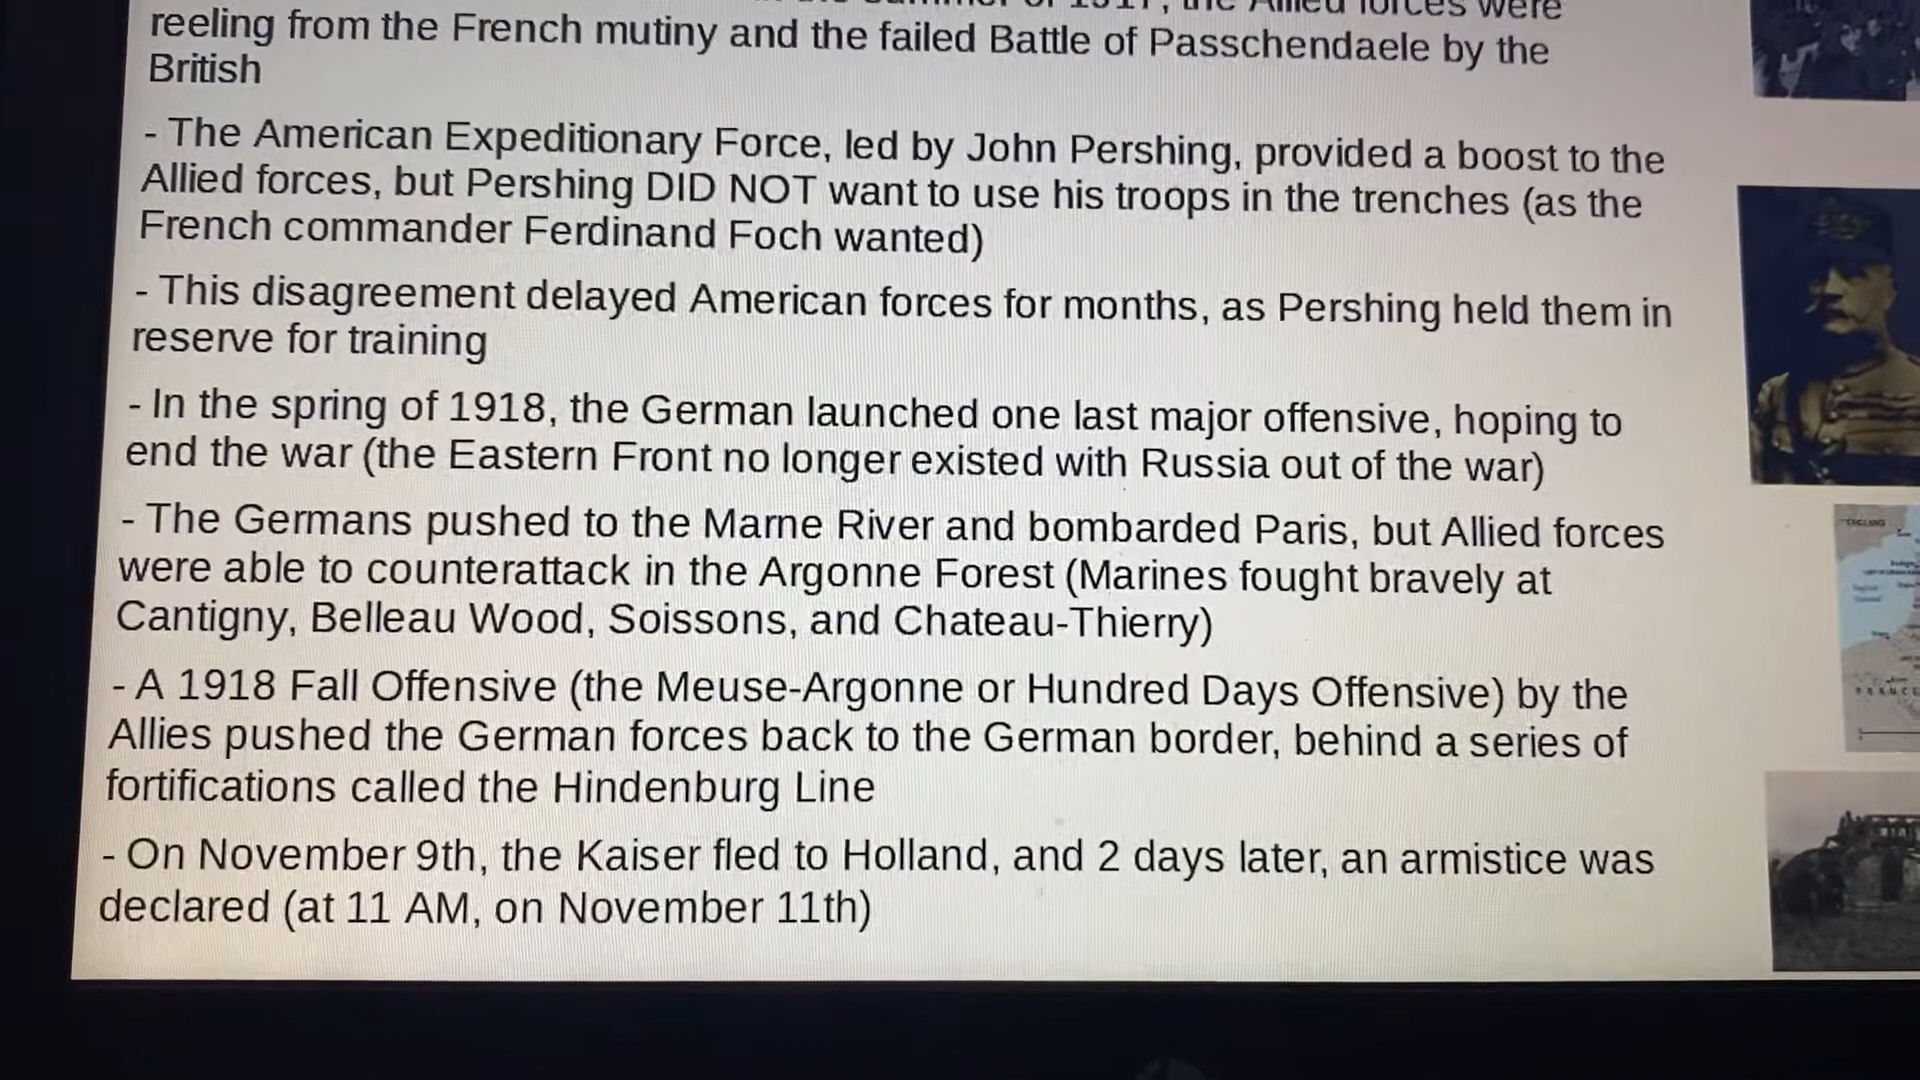 summer of 1917, the Allied forces were
reeling from the French mutiny and the failed Battle of Passchendaele by the
British
- The American Expeditionary Force, led by John Pershing, provided a boost to the
Allied forces, but Pershing DID NOT want to use his troops in the trenches (as the
French commander Ferdinand Foch wanted)
- This disagreement delayed American forces for months, as Pershing held them in
reserve for training
- In the spring of 1918, the German launched one last major offensive, hoping to
end the war (the Eastern Front no longer existed with Russia out of the war)
- The Germans pushed to the Marne River and bombarded Paris, but Allied forces
were able to counterattack in the Argonne Forest (Marines fought bravely at
Cantigny, Belleau Wood, Soissons, and Chateau-Thierry)
- A 1918 Fall Offensive (the Meuse-Argonne or Hundred Days Offensive) by the
Allies pushed the German forces back to the German border, behind a series of
fortifications called the Hindenburg Line
- On November 9th, the Kaiser fled to Holland, and 2 days later, an armistice was
declared (at 11 AM, on November 11th)
ENGLAND